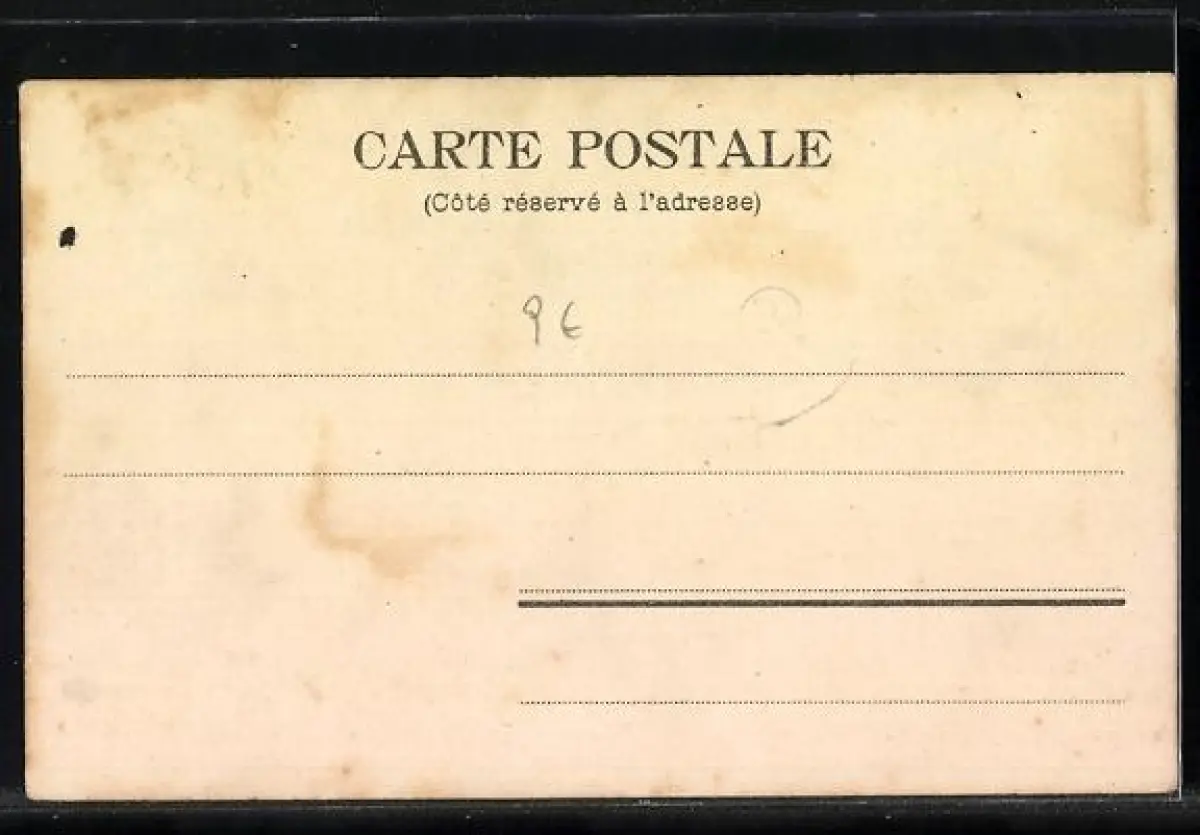 CARTE POSTALE
(Côté réservé à l'adresse)
9 €